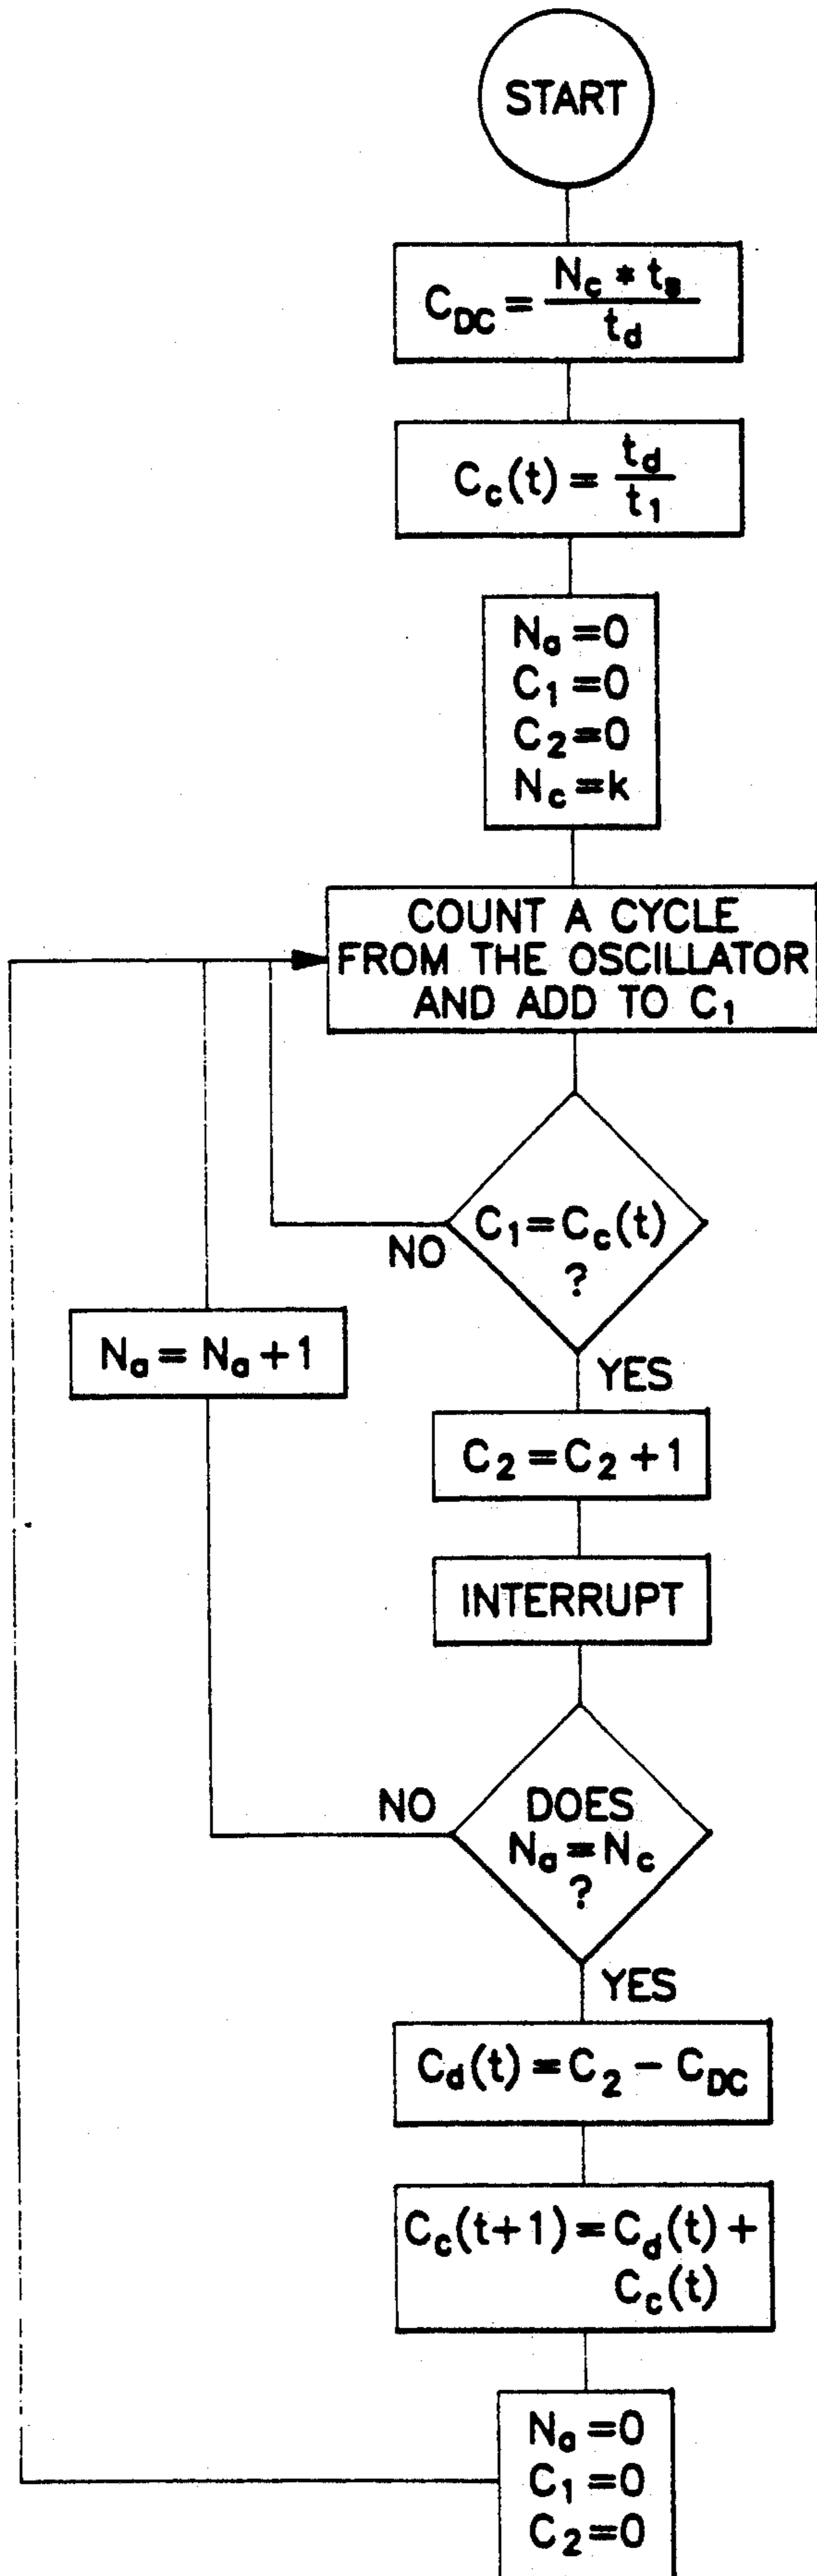 START
C_DC = N_c * t_s / t_d
C_c(t) = t_d / t_1
N_a = 0
C_1 = 0
C_2 = 0
N_c = k
COUNT A CYCLE
FROM THE OSCILLATOR
AND ADD TO C_1
C_1 = C_c(t)
?
NO
N_a = N_a + 1
YES
C_2 = C_2 + 1
INTERRUPT
NO
DOES
N_a = N_c
?
YES
C_d(t) = C_2 - C_DC
C_c(t+1) = C_d(t) +
C_c(t)
N_a = 0
C_1 = 0
C_2 = 0